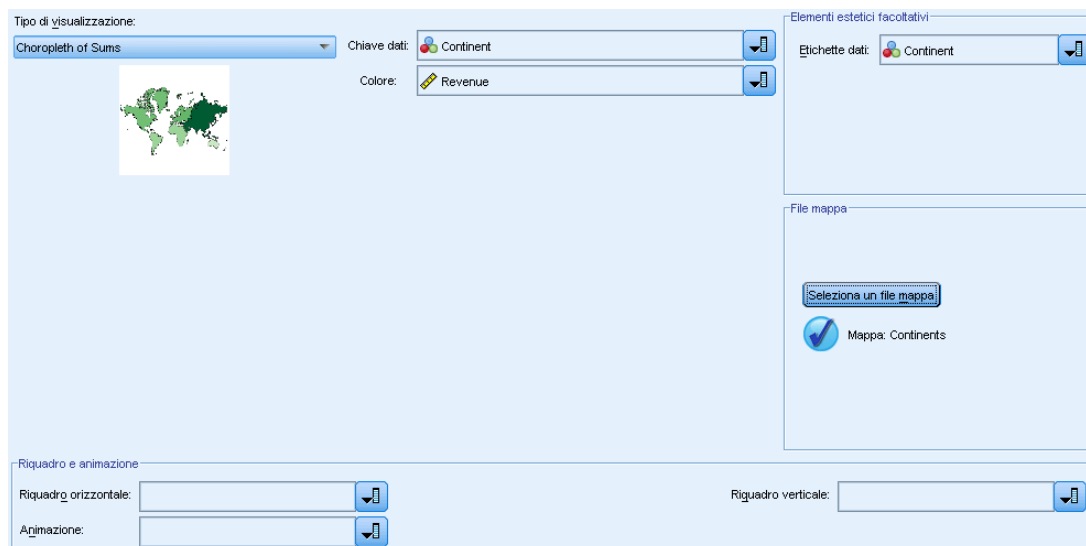 Tipo di visualizzazione:
Choropleth of Sums
Chiave dati: Continent
Colore: Revenue
Elementi estetici facoltativi
Etichette dati: Continent
File mappa
Seleziona un file mappa
Mappa: Continents
Riquadro e animazione
Riquadro orizzontale:
Riquadro verticale:
Animazione: